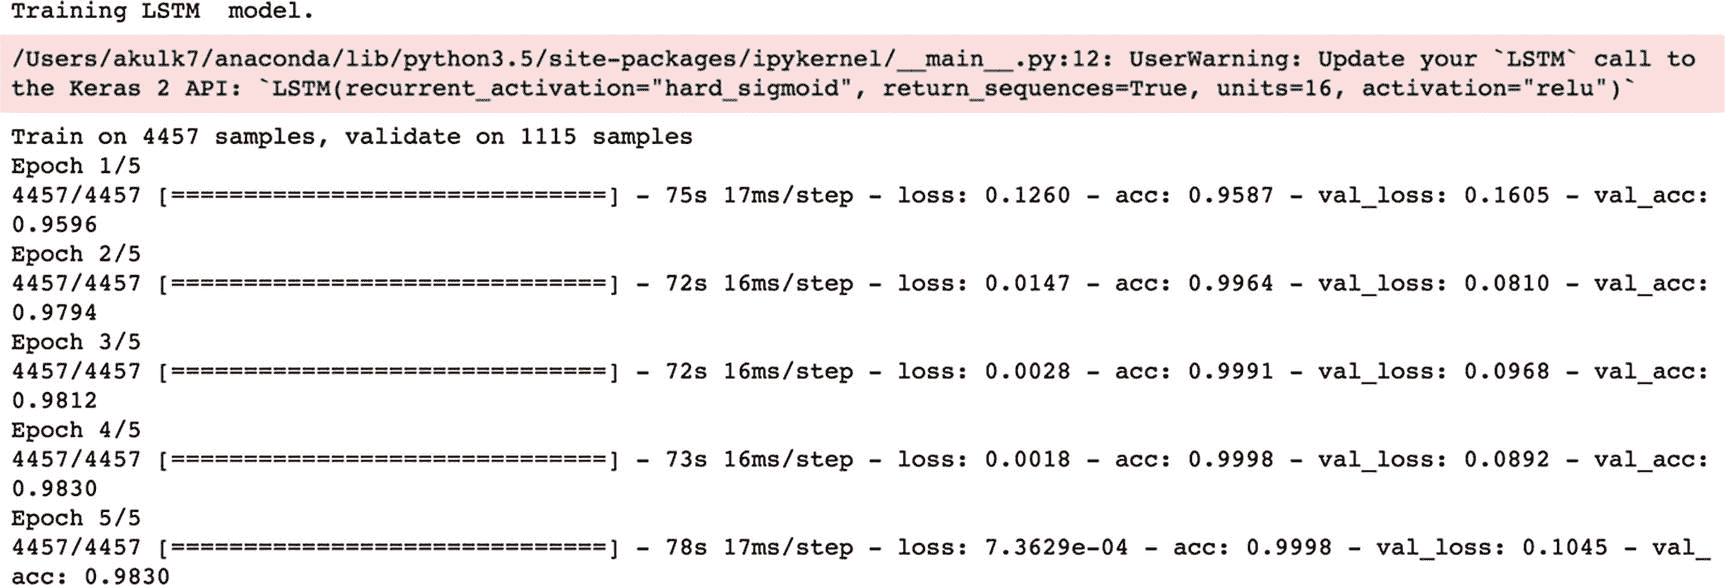 Training LSTM  model.
/Users/akulk7/anaconda/lib/python3.5/site-packages/ipykernel/__main__.py:12: UserWarning: Update your `LSTM` call to
the Keras 2 API: `LSTM(recurrent_activation="hard_sigmoid", return_sequences=True, units=16, activation="relu")`
Train on 4457 samples, validate on 1115 samples
Epoch 1/5
4457/4457 [==============================] - 75s 17ms/step - loss: 0.1260 - acc: 0.9587 - val_loss: 0.1605 - val_acc:
0.9596
Epoch 2/5
4457/4457 [==============================] - 72s 16ms/step - loss: 0.0147 - acc: 0.9964 - val_loss: 0.0810 - val_acc:
0.9794
Epoch 3/5
4457/4457 [==============================] - 72s 16ms/step - loss: 0.0028 - acc: 0.9991 - val_loss: 0.0968 - val_acc:
0.9812
Epoch 4/5
4457/4457 [==============================] - 73s 16ms/step - loss: 0.0018 - acc: 0.9998 - val_loss: 0.0892 - val_acc:
0.9830
Epoch 5/5
4457/4457 [==============================] - 78s 17ms/step - loss: 7.3629e-04 - acc: 0.9998 - val_loss: 0.1045 - val_
acc: 0.9830